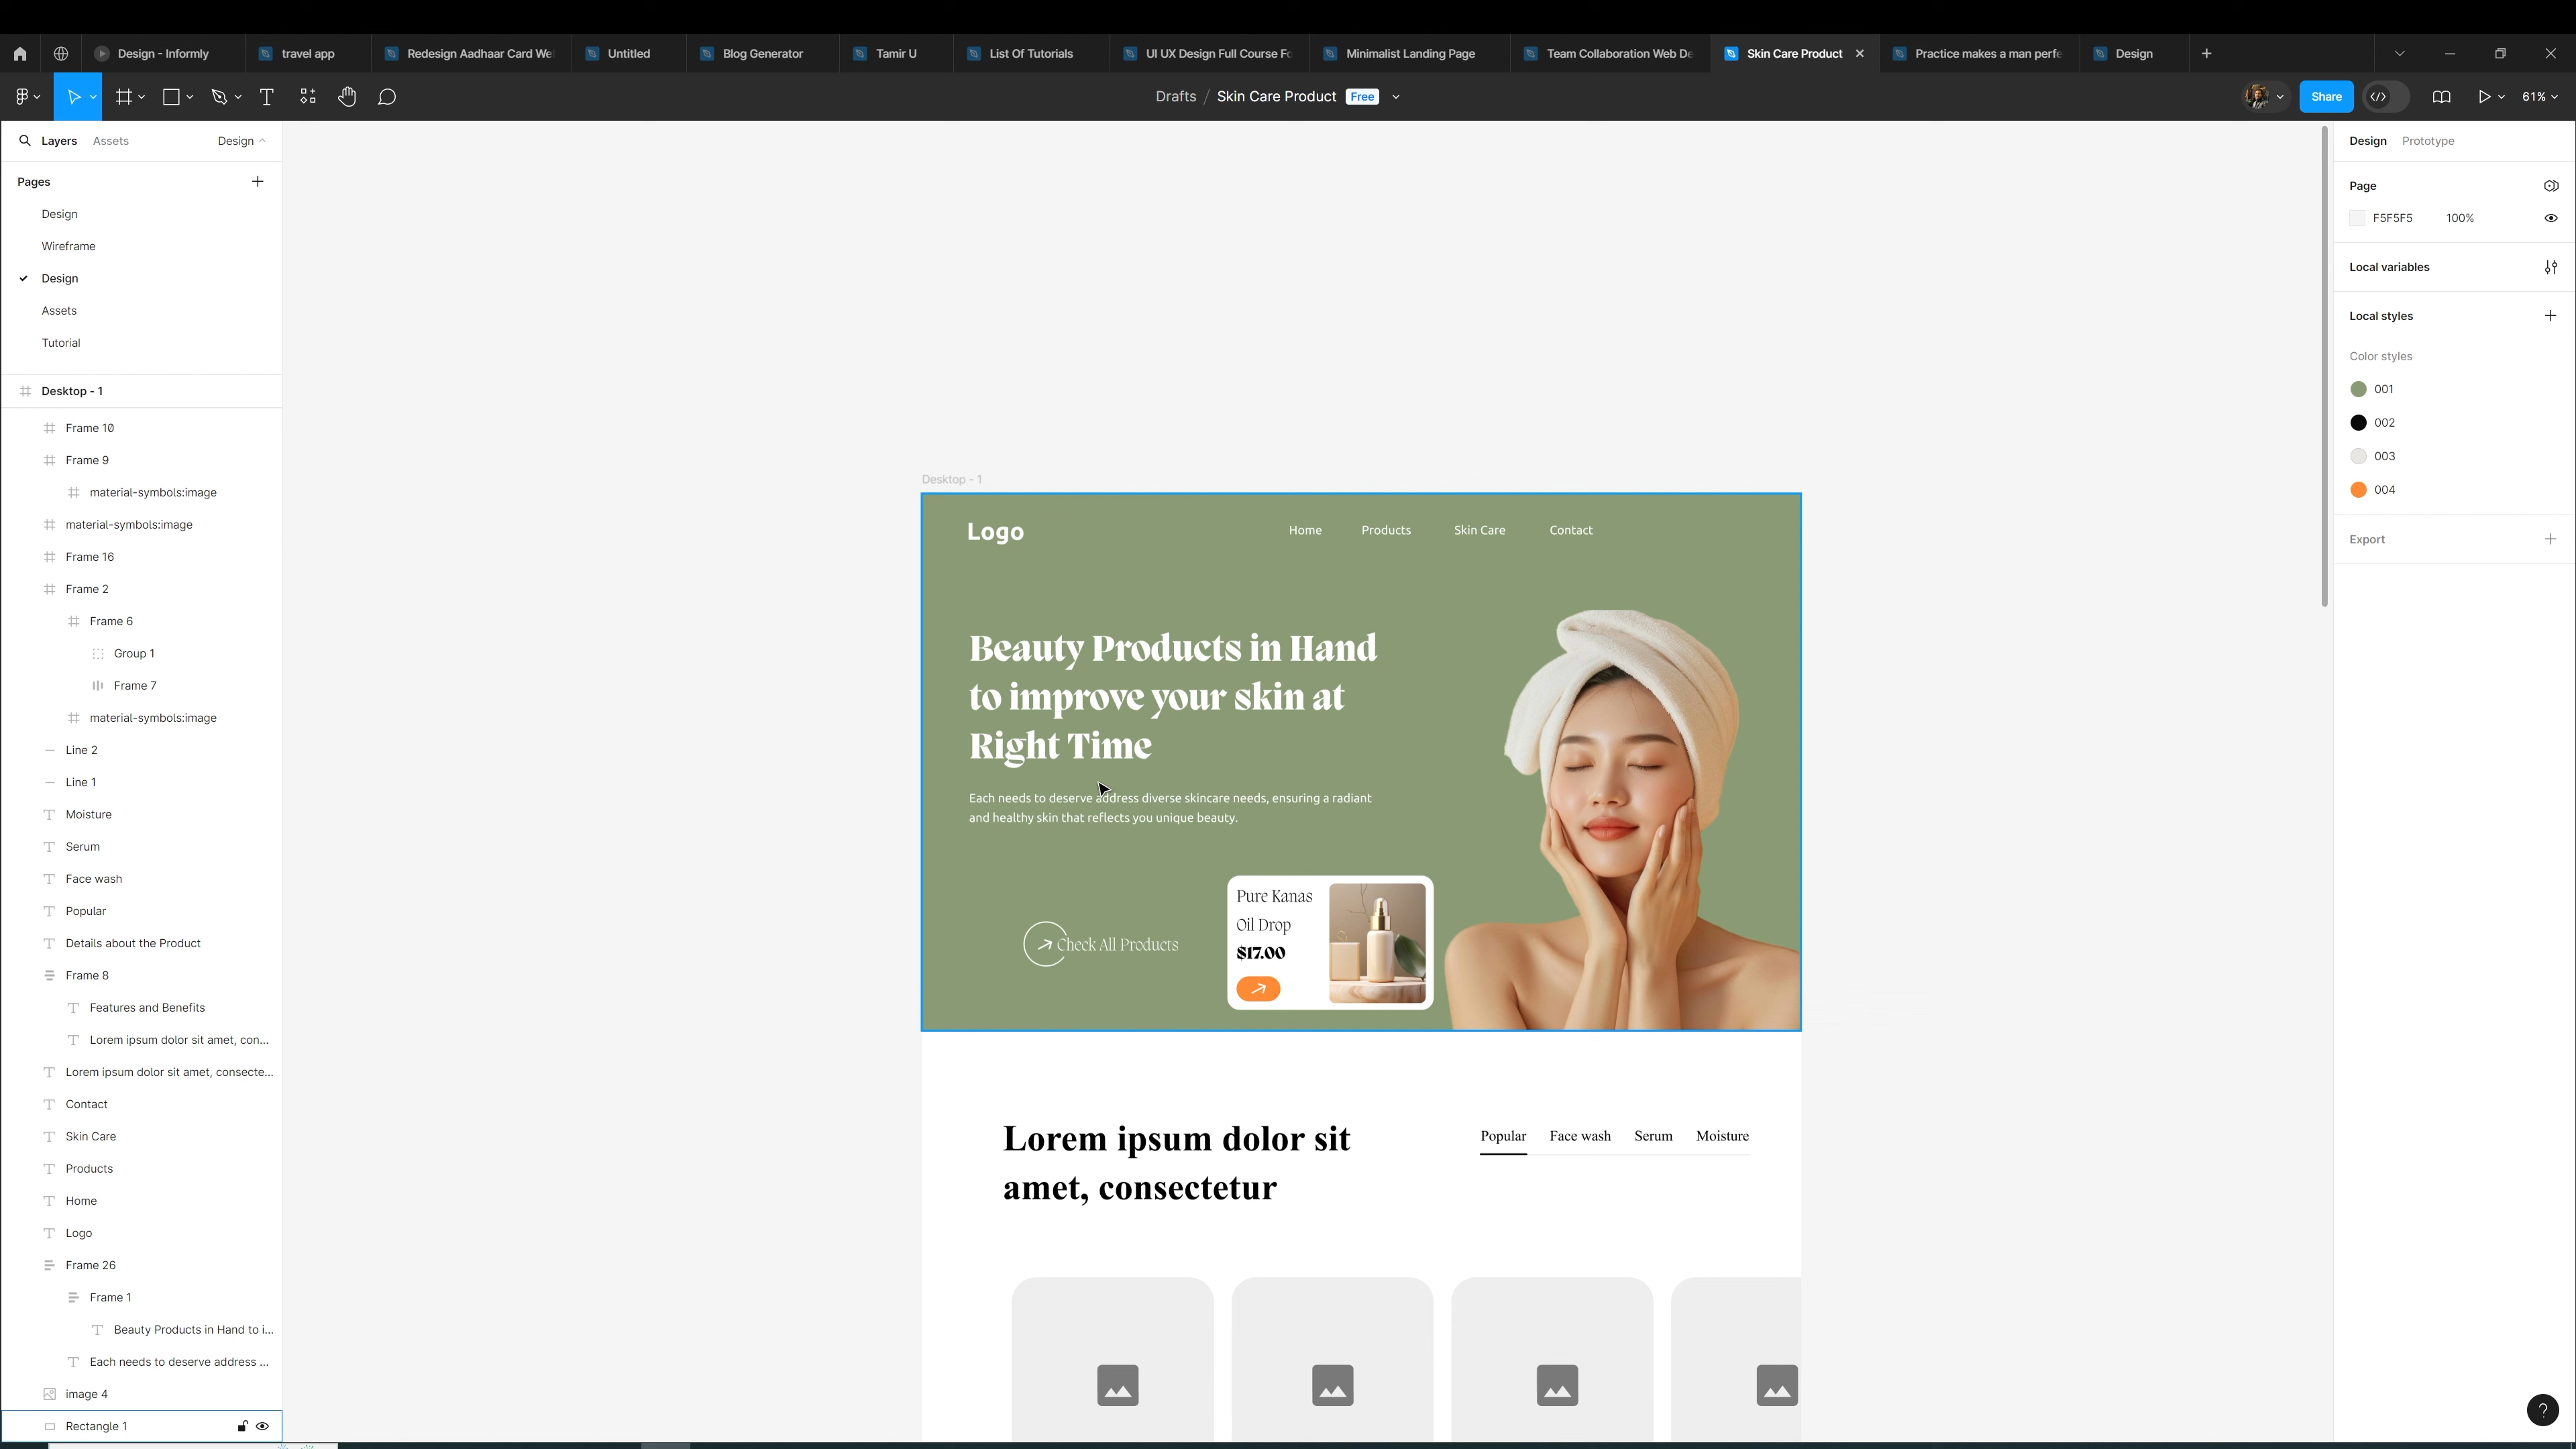 Design - Informly
travel app
Redesign Aadhaar Card We
Untitled
Blog Generator
Tamir U
List Of Tutorials
UI UX Design Full Course Fo
Minimalist Landing Page
Team Collaboration Web De
Skin Care Product
Practice makes a man perfe
Design
Drafts / Skin Care Product Free
Share
61%
Layers Assets Design
Pages
Design
Wireframe
Design
Assets
Tutorial
Desktop - 1
Frame 10
Frame 9
material-symbols:image
material-symbols:image
Frame 16
Frame 2
Frame 6
Group 1
Frame 7
material-symbols:image
Line 2
Line 1
Moisture
Serum
Face wash
Popular
Details about the Product
Frame 8
Features and Benefits
Lorem ipsum dolor sit amet, con...
Lorem ipsum dolor sit amet, consecte...
Contact
Skin Care
Products
Home
Logo
Frame 26
Frame 1
Beauty Products in Hand to i...
Each needs to deserve address ...
image 4
Rectangle 1
Desktop - 1
Logo
Home Products Skin Care Contact
Beauty Products in Hand
to improve your skin at
Right Time
Each needs to deserve address diverse skincare needs, ensuring a radiant
and healthy skin that reflects you unique beauty.
Check All Products
Pure Kanas
Oil Drop
$17.00
Lorem ipsum dolor sit
amet, consectetur
Popular Face wash Serum Moisture
Design Prototype
Page
F5F5F5 100%
Local variables
Local styles
Color styles
001
002
003
004
Export
?